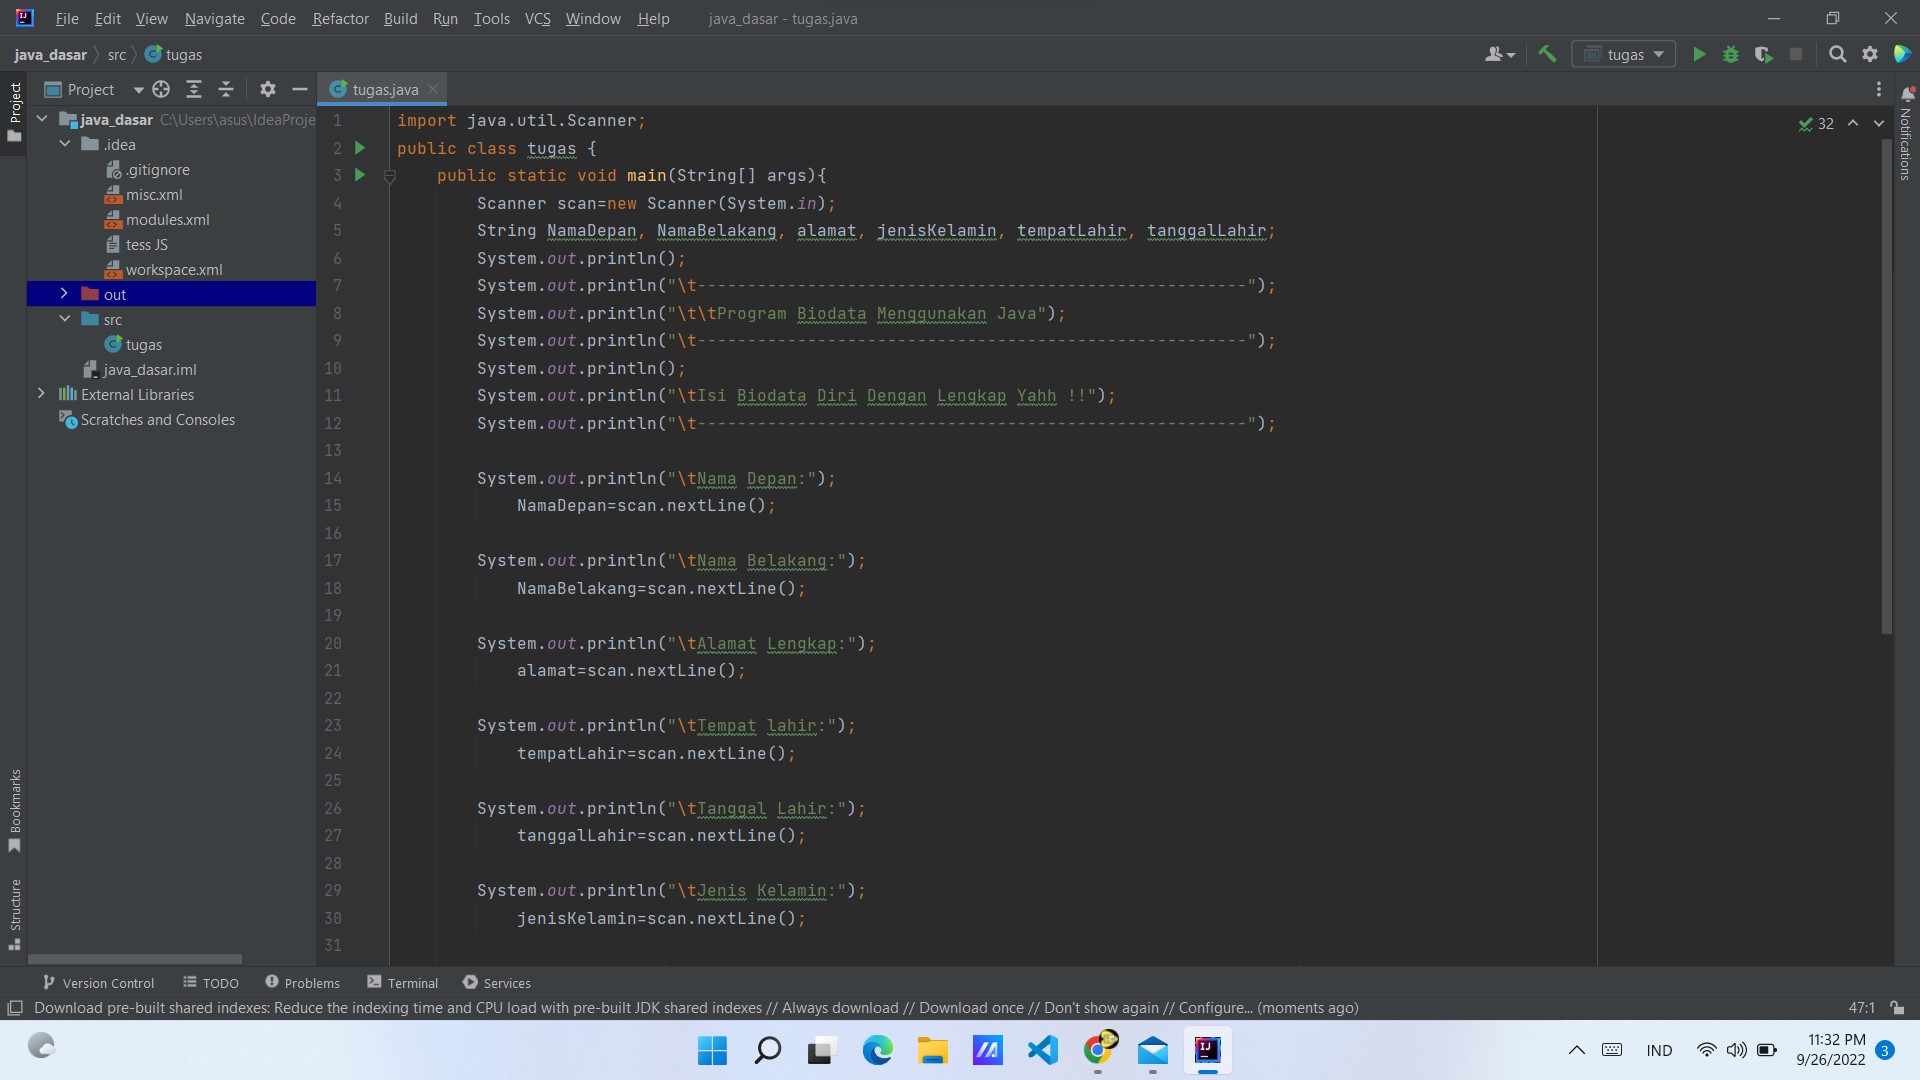 File Edit View Navigate Code Refactor Build Run Tools VCS Window Help java_dasar - tugas.java
java_dasar src tugas
tugas
Project
tugas.java
Project
java_dasar C:\Users\asus\IdeaProje
.idea
.gitignore
misc.xml
modules.xml
tess JS
workspace.xml
out
src
tugas
java_dasar.iml
External Libraries
Scratches and Consoles
Bookmarks
Structure
32
Notifications
1 import java.util.Scanner;
2 public class tugas {
3 public static void main(String[] args){
4 Scanner scan=new Scanner(System.in);
5 String NamaDepan, NamaBelakang, alamat, jenisKelamin, tempatLahir, tanggalLahir;
6 System.out.println();
7 System.out.println("\t-------------------------------------------------------");
8 System.out.println("\t\tProgram Biodata Menggunakan Java");
9 System.out.println("\t-------------------------------------------------------");
10 System.out.println();
11 System.out.println("\tIsi Biodata Diri Dengan Lengkap Yahh !!");
12 System.out.println("\t-------------------------------------------------------");
13
14 System.out.println("\tNama Depan:");
15 NamaDepan=scan.nextLine();
16
17 System.out.println("\tNama Belakang:");
18 NamaBelakang=scan.nextLine();
19
20 System.out.println("\tAlamat Lengkap:");
21 alamat=scan.nextLine();
22
23 System.out.println("\tTempat lahir:");
24 tempatLahir=scan.nextLine();
25
26 System.out.println("\tTanggal Lahir:");
27 tanggalLahir=scan.nextLine();
28
29 System.out.println("\tJenis Kelamin:");
30 jenisKelamin=scan.nextLine();
31
Version Control TODO Problems Terminal Services
Download pre-built shared indexes: Reduce the indexing time and CPU load with pre-built JDK shared indexes // Always download // Download once // Don't show again // Configure... (moments ago) 47:1
IND
11:32 PM
9/26/2022
3